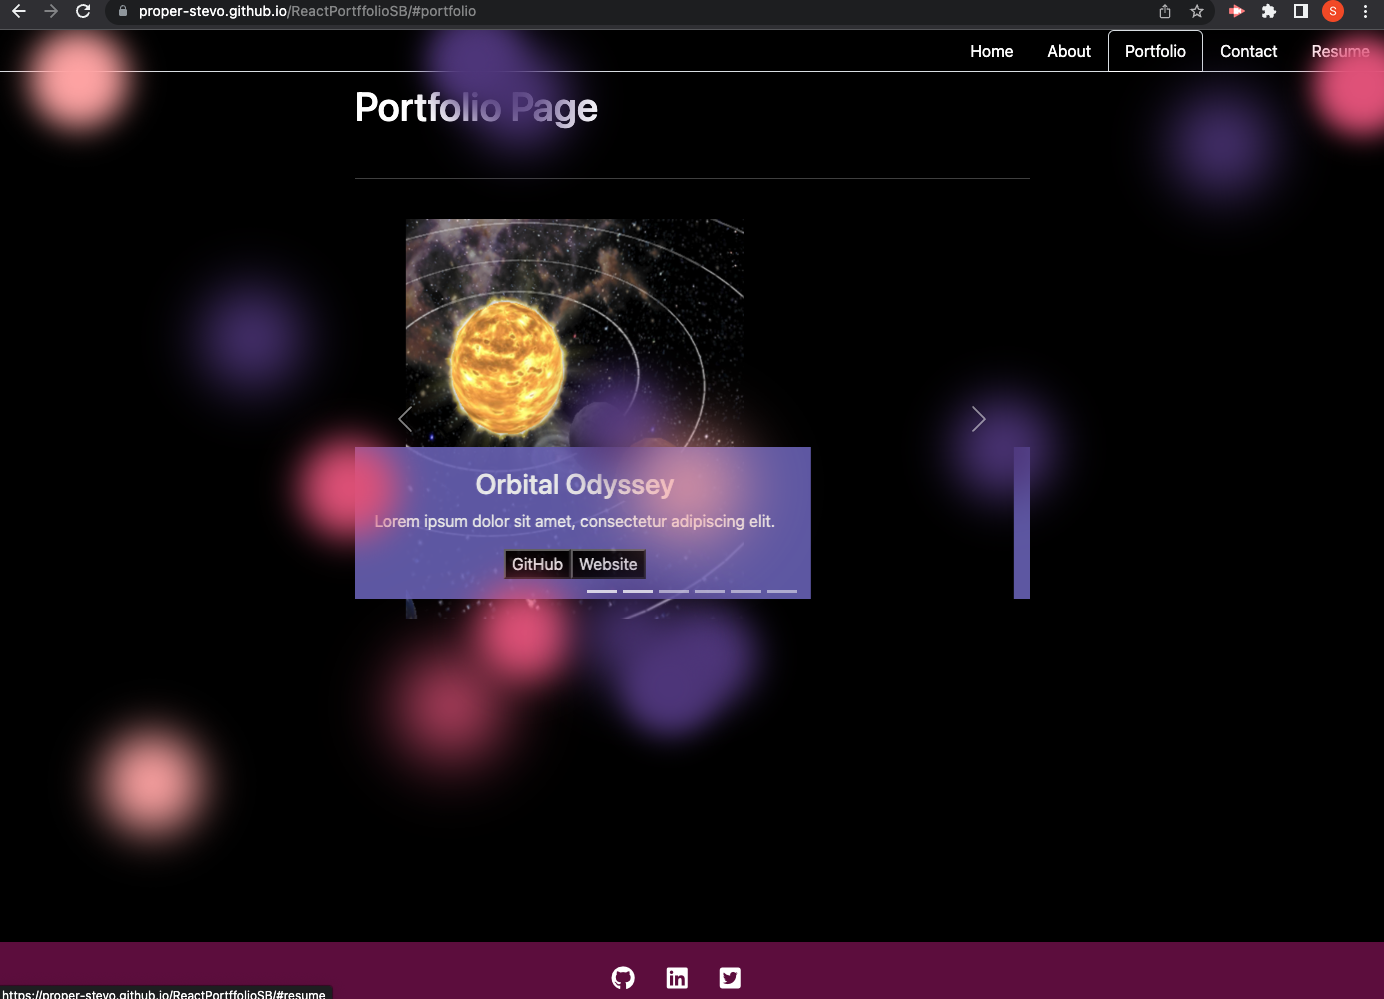 proper-stevo.github.io/ReactPortffolioSB/#portfolio
S
Home About Portfolio Contact Resume
Portfolio Page
Orbital Odyssey
Lorem ipsum dolor sit amet, consectetur adipiscing elit.
GitHub Website
in
https://proper-stevo.github.io/ReactPortffolioSB/#resume